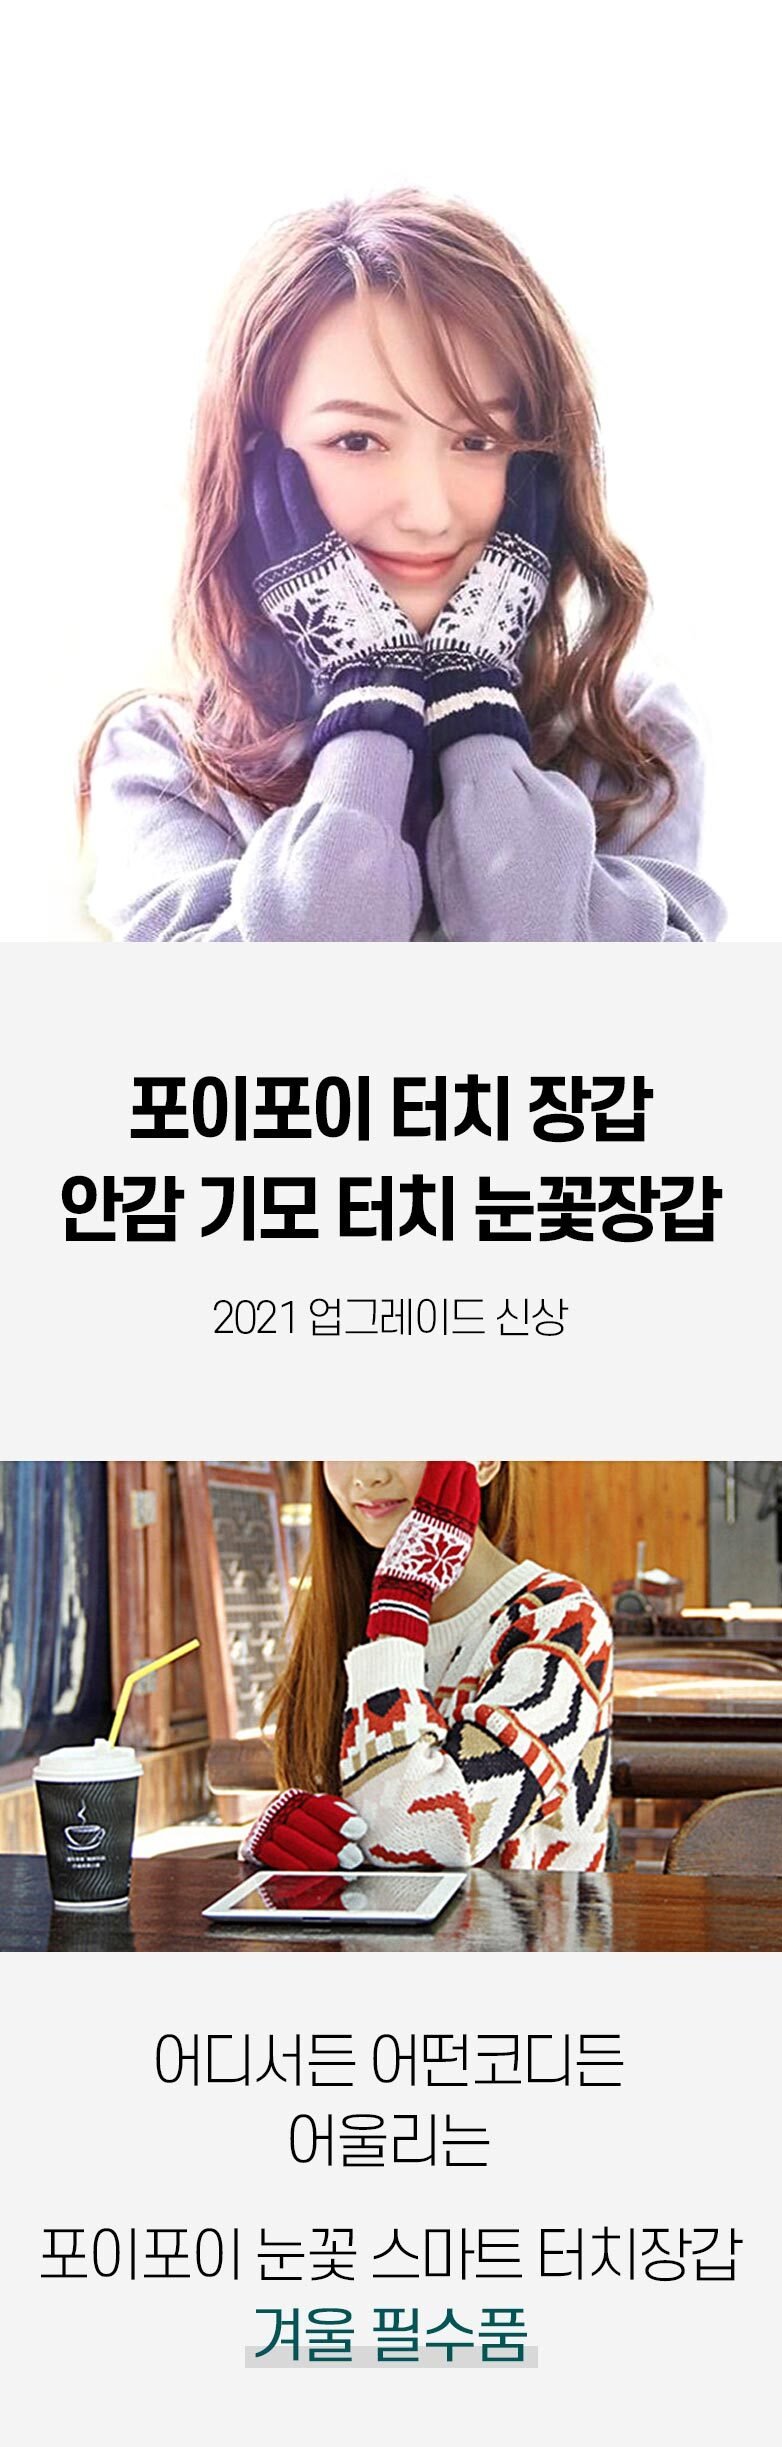 포이포이 터치 장갑
안감 기모 터치 눈꽃장갑
2021 업그레이드 신상
어디서든 어떤코디든
어울리는
포이포이 눈꽃 스마트 터치장갑
겨울 필수품